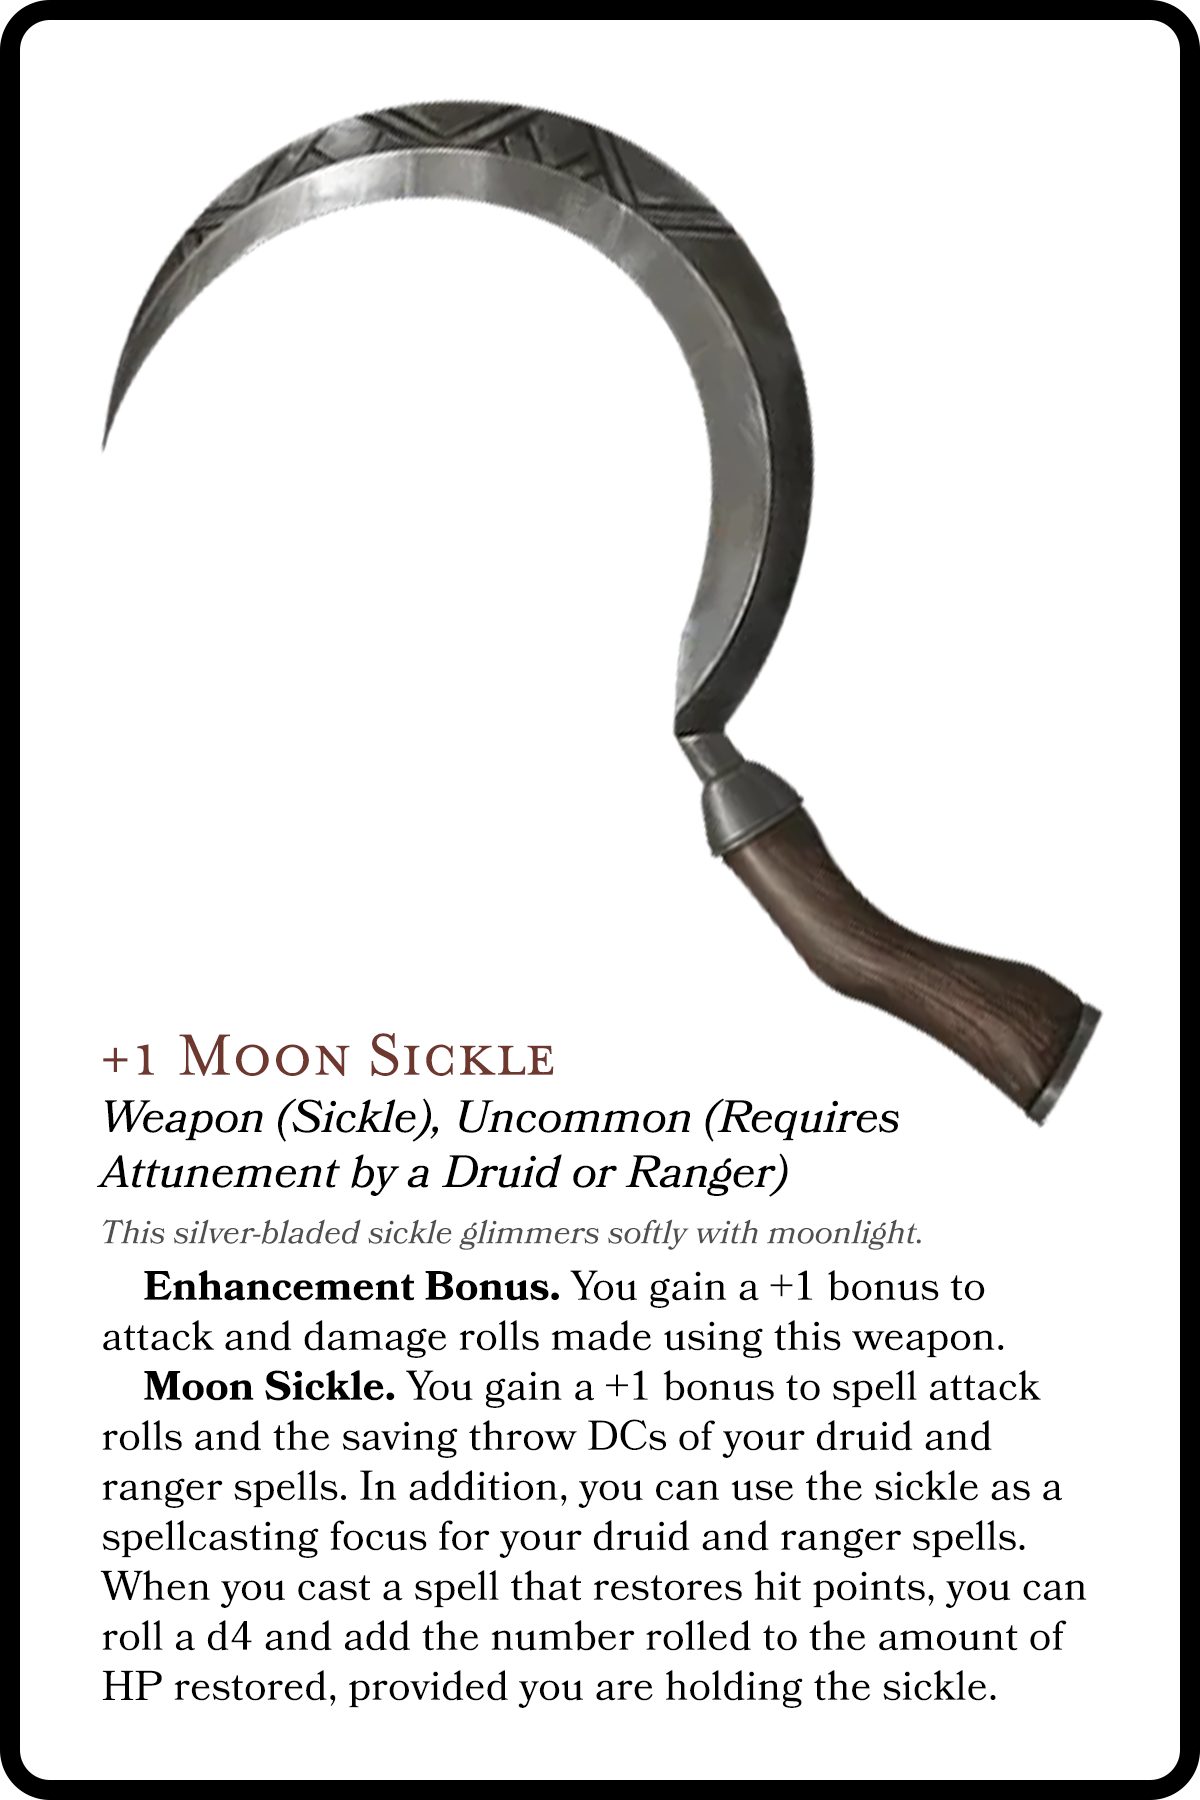 +1 Moon Sickle
Weapon (Sickle), Uncommon (Requires
Attunement by a Druid or Ranger)
This silver-bladed sickle glimmers softly with moonlight.
Enhancement Bonus. You gain a +1 bonus to
attack and damage rolls made using this weapon.
Moon Sickle. You gain a +1 bonus to spell attack
rolls and the saving throw DCs of your druid and
ranger spells. In addition, you can use the sickle as a
spellcasting focus for your druid and ranger spells.
When you cast a spell that restores hit points, you can
roll a d4 and add the number rolled to the amount of
HP restored, provided you are holding the sickle.